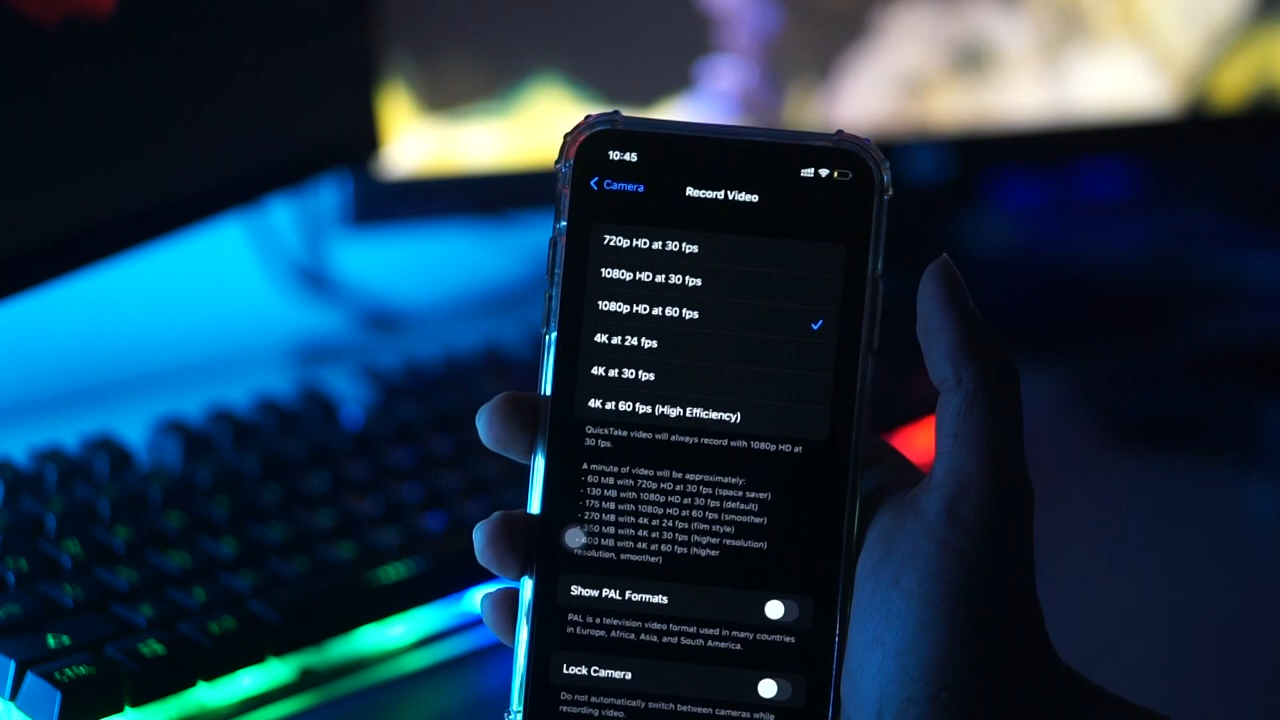 10:45
Camera
Record Video
720p HD at 30 fps
1080p HD at 30 fps
1080p HD at 60 fps
4K at 24 fps
4K at 30 fps
4K at 60 fps (High Efficiency)
QuickTake video will always record with 1080p HD at
30 fps.
A minute of video will be approximately:
• 60 MB with 720p HD at 30 fps (space saver)
• 130 MB with 1080p HD at 30 fps (default)
• 175 MB with 1080p HD at 60 fps (smoother)
• 270 MB with 4K at 24 fps (film style)
350 MB with 4K at 30 fps (higher resolution)
400 MB with 4K at 60 fps (higher
resolution, smoother)
Show PAL Formats
PAL is a television video format used in many countries
in Europe, Africa, Asia, and South America.
Lock Camera
Do not automatically switch between cameras while
recording video.